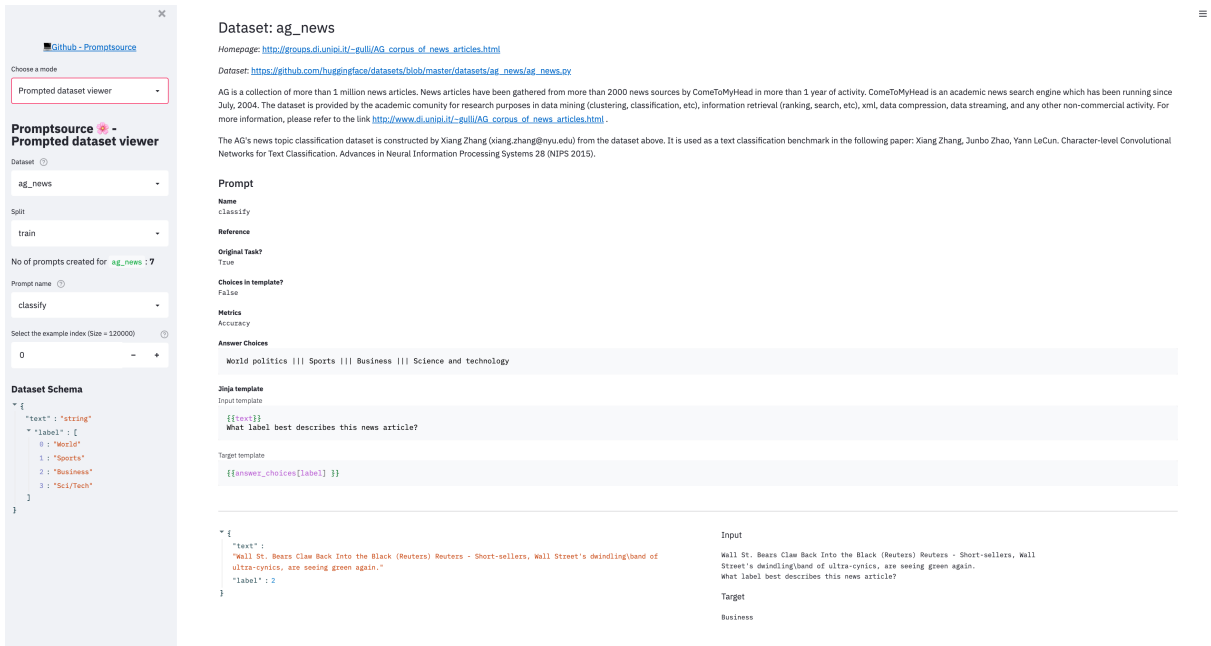 Github - Promptsource
Choose a mode
Prompted dataset viewer
Promptsource 🌸 -
Prompted dataset viewer
Dataset
ag_news
Split
train
No of prompts created for ag_news : 7
Prompt name
classify
Select the example index (Size = 120000)
0
Dataset Schema
{
"text" : "string"
"label" : [
0 : "World"
1 : "Sports"
2 : "Business"
3 : "Sci/Tech"
]
}
Dataset: ag_news
Homepage: http://groups.di.unipi.it/~gulli/AG_corpus_of_news_articles.html
Dataset: https://github.com/huggingface/datasets/blob/master/datasets/ag_news/ag_news.py
AG is a collection of more than 1 million news articles. News articles have been gathered from more than 2000 news sources by ComeToMyHead in more than 1 year of activity. ComeToMyHead is an academic news search engine which has been running since
July, 2004. The dataset is provided by the academic comunity for research purposes in data mining (clustering, classification, etc), information retrieval (ranking, search, etc), xml, data compression, data streaming, and any other non-commercial activity. For
more information, please refer to the link http://www.di.unipi.it/~gulli/AG_corpus_of_news_articles.html .
The AG's news topic classification dataset is constructed by Xiang Zhang (xiang.zhang@nyu.edu) from the dataset above. It is used as a text classification benchmark in the following paper: Xiang Zhang, Junbo Zhao, Yann LeCun. Character-level Convolutional
Networks for Text Classification. Advances in Neural Information Processing Systems 28 (NIPS 2015).
Prompt
Name
classify
Reference
Original Task?
True
Choices in template?
False
Metrics
Accuracy
Answer Choices
World politics ||| Sports ||| Business ||| Science and technology
Jinja template
Input template
{{text}}
What label best describes this news article?
Target template
{{answer_choices[label] }}
{
"text" :
"Wall St. Bears Claw Back Into the Black (Reuters) Reuters - Short-sellers, Wall Street's dwindling\band of
ultra-cynics, are seeing green again."
"label" : 2
}
Input
Wall St. Bears Claw Back Into the Black (Reuters) Reuters - Short-sellers, Wall
Street's dwindling\band of ultra-cynics, are seeing green again.
What label best describes this news article?
Target
Business